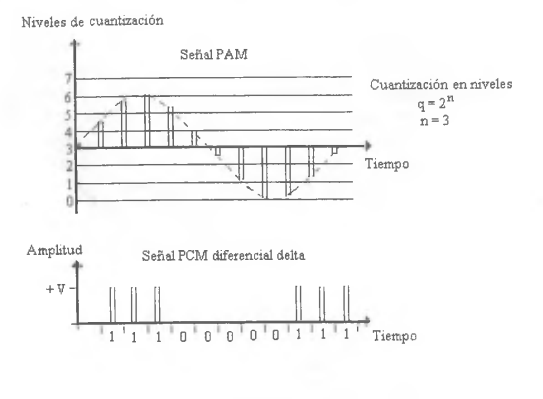 Niveles de cuantización
Señal PAM
7
6
5
4
3
2
1
0
Cuantización en niveles
q = 2ⁿ
n = 3
Tiempo
Amplitud
Señal PCM diferencial delta
+V
1 1 1 0 0 0 0 0 1 1 1
Tiempo